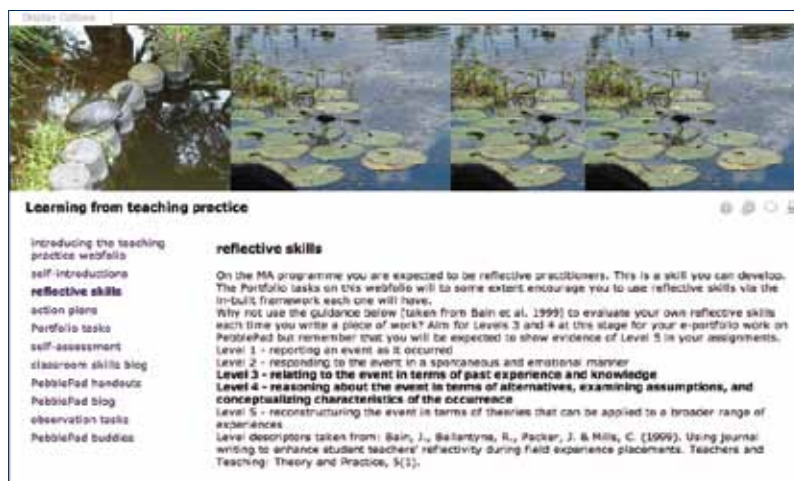 Display Options
Learning from teaching practice
introducing the teaching
practice webfolio
self-introductions
reflective skills
action plans
Portfolio tasks
self-assessment
classroom skills blog
PebblePad handouts
PebblePad blog
observation tasks
PebblePad buddies
reflective skills
On the MA programme you are expected to be reflective practitioners. This is a skill you can develop.
The Portfolio tasks on this webfolio will to some extent encourage you to use reflective skills via the
in-built framework each one will have.
Why not use the guidance below [taken from Bain et al. 1999] to evaluate your own reflective skills
each time you write a piece of work? Aim for Levels 3 and 4 at this stage for your e-portfolio work on
PebblePad but remember that you will be expected to show evidence of Level 5 in your assignments.
Level 1 - reporting an event as it occurred
Level 2 - responding to the event in a spontaneous and emotional manner
Level 3 - relating to the event in terms of past experience and knowledge
Level 4 - reasoning about the event in terms of alternatives, examining assumptions, and
conceptualizing characteristics of the occurrence
Level 5 - reconstructing the event in terms of theories that can be applied to a broader range of
experiences
Level descriptors taken from: Bain, J., Ballantyne, R., Packer, J. & Mills, C. (1999). Using journal
writing to enhance student teachers' reflectivity during field experience placements. Teachers and
Teaching: Theory and Practice, 5(1).